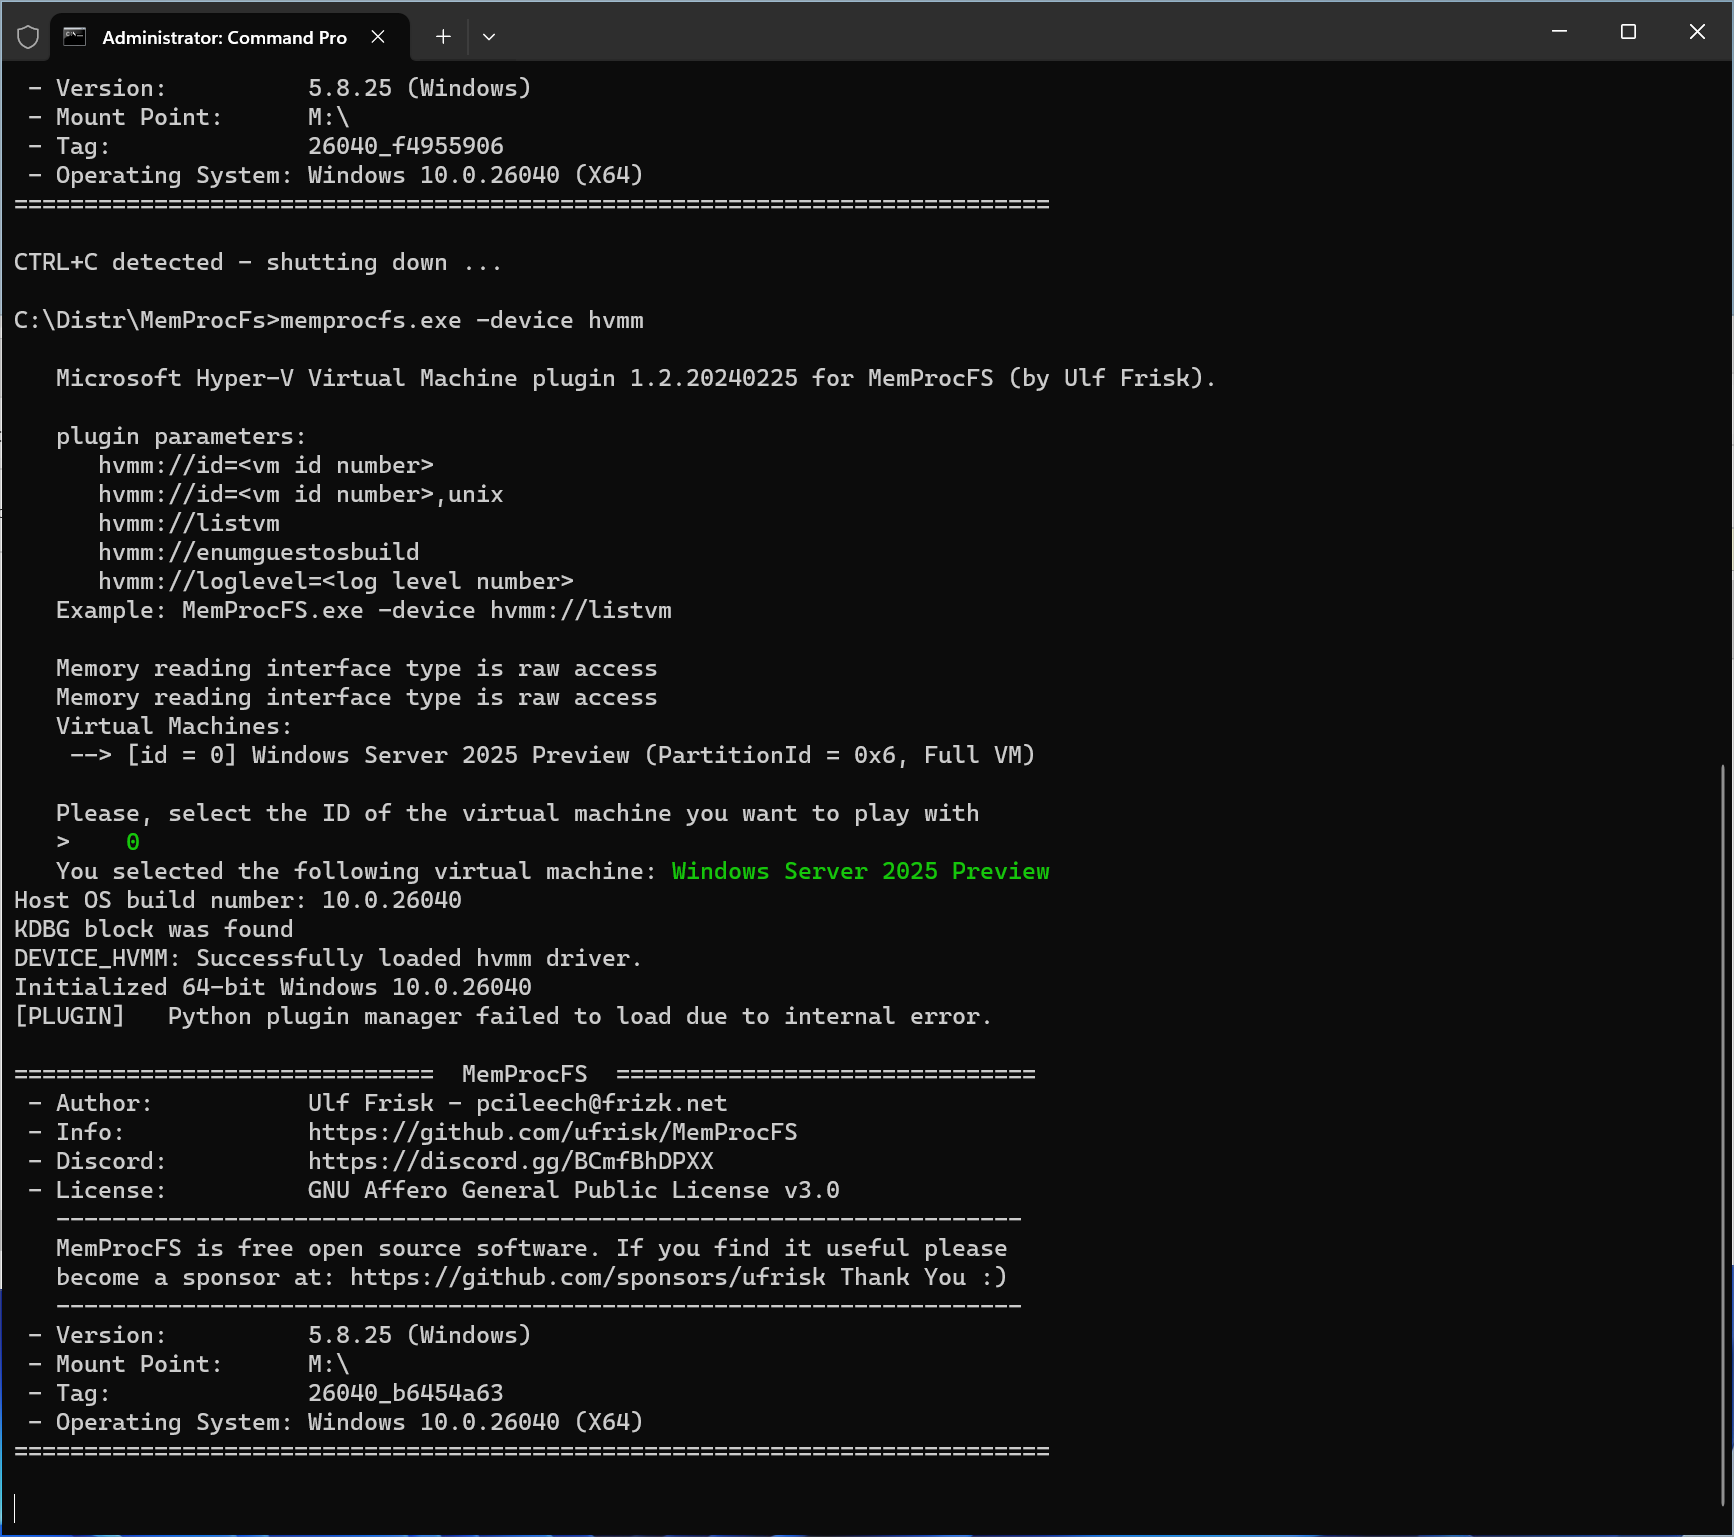 Administrator: Command Pro
- Version:          5.8.25 (Windows)
- Mount Point:      M:\
- Tag:              26040_f4955906
- Operating System: Windows 10.0.26040 (X64)
==========================================================================
CTRL+C detected - shutting down ...
C:\Distr\MemProcFs>memprocfs.exe -device hvmm
Microsoft Hyper-V Virtual Machine plugin 1.2.20240225 for MemProcFS (by Ulf Frisk).
plugin parameters:
hvmm://id=<vm id number>
hvmm://id=<vm id number>,unix
hvmm://listvm
hvmm://enumguestosbuild
hvmm://loglevel=<log level number>
Example: MemProcFS.exe -device hvmm://listvm
Memory reading interface type is raw access
Memory reading interface type is raw access
Virtual Machines:
--> [id = 0] Windows Server 2025 Preview (PartitionId = 0x6, Full VM)
Please, select the ID of the virtual machine you want to play with
>    0
You selected the following virtual machine: Windows Server 2025 Preview
Host OS build number: 10.0.26040
KDBG block was found
DEVICE_HVMM: Successfully loaded hvmm driver.
Initialized 64-bit Windows 10.0.26040
[PLUGIN]   Python plugin manager failed to load due to internal error.
==============================  MemProcFS  ==============================
- Author:           Ulf Frisk - pcileech@frizk.net
- Info:             https://github.com/ufrisk/MemProcFS
- Discord:          https://discord.gg/BCmfBhDPXX
- License:          GNU Affero General Public License v3.0
---------------------------------------------------------------------
MemProcFS is free open source software. If you find it useful please
become a sponsor at: https://github.com/sponsors/ufrisk Thank You :)
---------------------------------------------------------------------
- Version:          5.8.25 (Windows)
- Mount Point:      M:\
- Tag:              26040_b6454a63
- Operating System: Windows 10.0.26040 (X64)
==========================================================================